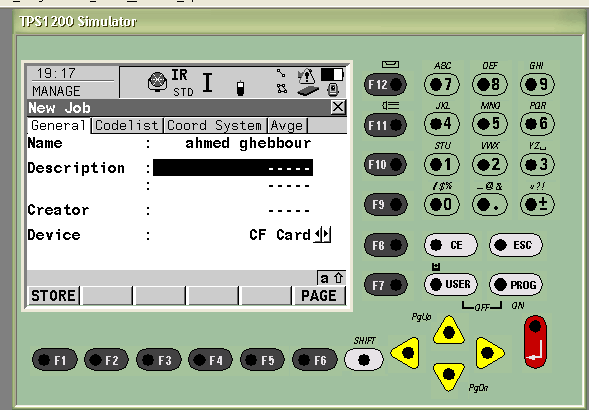 TPS1200 Simulator
19:17
MANAGE
IR
STD
I
New Job
General Codelist Coord System Avge
Name : ahmed ghebbour
Description : -----
: -----
Creator : -----
Device : CF Card
a
STORE PAGE
F12 ABC 7 DEF 8 GHI 9
F11 JKL 4 MNO 5 PQR 6
F10 STU 1 VWX 2 YZ 3
F9 /$% 0 _@& . *?! ±
F8 CE ESC
F7 USER PROG
OFF ON
PgUp
SHIFT
F1 F2 F3 F4 F5 F6
PgDn